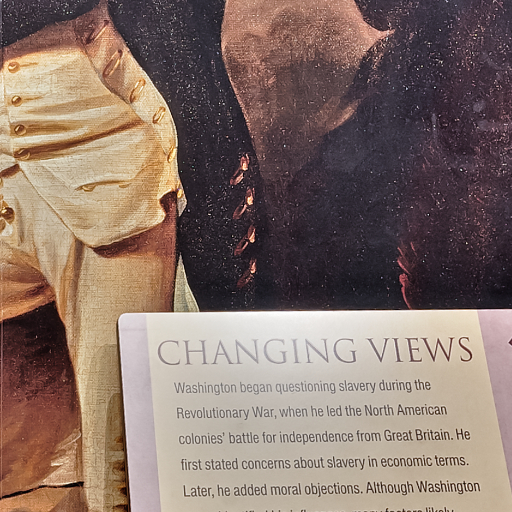 CHANGING VIEWS
Washington began questioning slavery during the
Revolutionary War, when he led the North American
colonies' battle for independence from Great Britain. He
first stated concerns about slavery in economic terms.
Later, he added moral objections. Although Washington